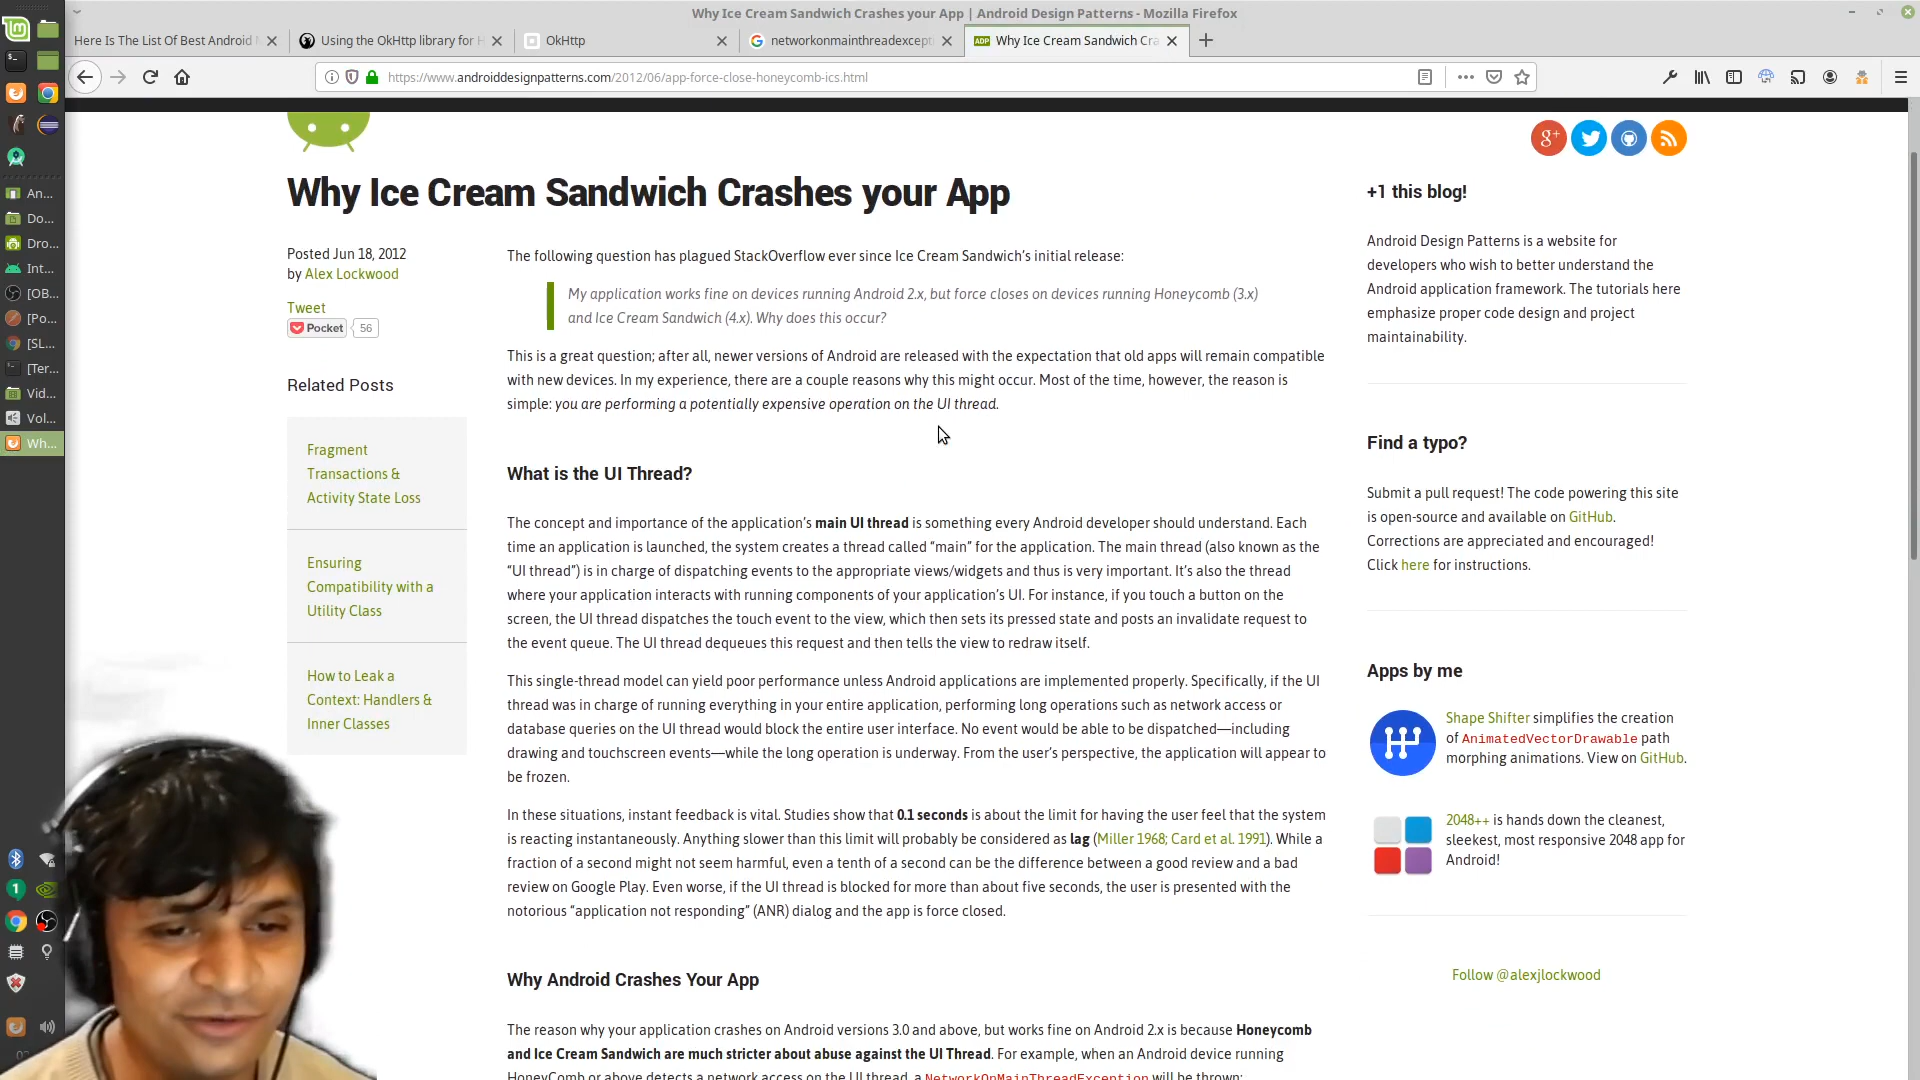 Why Ice Cream Sandwich Crashes your App | Android Design Patterns - Mozilla Firefox
Here Is The List Of Best Android M
Using the OkHttp library for H
OkHttp
networkonmainthreadexcepti
Why Ice Cream Sandwich Cra
https://www.androiddesignpatterns.com/2012/06/app-force-close-honeycomb-ics.html
An...
Do...
Dro...
Int...
[OB...
[Po...
[SL...
[Ter...
Vid...
Vol...
Wh...
Why Ice Cream Sandwich Crashes your App
Posted Jun 18, 2012
by Alex Lockwood
Tweet
Pocket 56
Related Posts
Fragment
Transactions &
Activity State Loss
Ensuring
Compatibility with a
Utility Class
How to Leak a
Context: Handlers &
Inner Classes
The following question has plagued StackOverflow ever since Ice Cream Sandwich's initial release:
My application works fine on devices running Android 2.x, but force closes on devices running Honeycomb (3.x)
and Ice Cream Sandwich (4.x). Why does this occur?
This is a great question; after all, newer versions of Android are released with the expectation that old apps will remain compatible
with new devices. In my experience, there are a couple reasons why this might occur. Most of the time, however, the reason is
simple: you are performing a potentially expensive operation on the UI thread.
What is the UI Thread?
The concept and importance of the application's main UI thread is something every Android developer should understand. Each
time an application is launched, the system creates a thread called “main” for the application. The main thread (also known as the
“UI thread”) is in charge of dispatching events to the appropriate views/widgets and thus is very important. It's also the thread
where your application interacts with running components of your application's UI. For instance, if you touch a button on the
screen, the UI thread dispatches the touch event to the view, which then sets its pressed state and posts an invalidate request to
the event queue. The UI thread dequeues this request and then tells the view to redraw itself.
This single-thread model can yield poor performance unless Android applications are implemented properly. Specifically, if the UI
thread was in charge of running everything in your entire application, performing long operations such as network access or
database queries on the UI thread would block the entire user interface. No event would be able to be dispatched—including
drawing and touchscreen events—while the long operation is underway. From the user's perspective, the application will appear to
be frozen.
In these situations, instant feedback is vital. Studies show that 0.1 seconds is about the limit for having the user feel that the system
is reacting instantaneously. Anything slower than this limit will probably be considered as lag (Miller 1968; Card et al. 1991). While a
fraction of a second might not seem harmful, even a tenth of a second can be the difference between a good review and a bad
review on Google Play. Even worse, if the UI thread is blocked for more than about five seconds, the user is presented with the
notorious “application not responding” (ANR) dialog and the app is force closed.
Why Android Crashes Your App
The reason why your application crashes on Android versions 3.0 and above, but works fine on Android 2.x is because Honeycomb
and Ice Cream Sandwich are much stricter about abuse against the UI Thread. For example, when an Android device running
HoneyComb or above detects a network access on the UI thread, a NetworkOnMainThreadException will be thrown:
+1 this blog!
Android Design Patterns is a website for
developers who wish to better understand the
Android application framework. The tutorials here
emphasize proper code design and project
maintainability.
Find a typo?
Submit a pull request! The code powering this site
is open-source and available on GitHub.
Corrections are appreciated and encouraged!
Click here for instructions.
Apps by me
Shape Shifter simplifies the creation
of AnimatedVectorDrawable path
morphing animations. View on GitHub.
2048++ is hands down the cleanest,
sleekest, most responsive 2048 app for
Android!
Follow @alexjlockwood